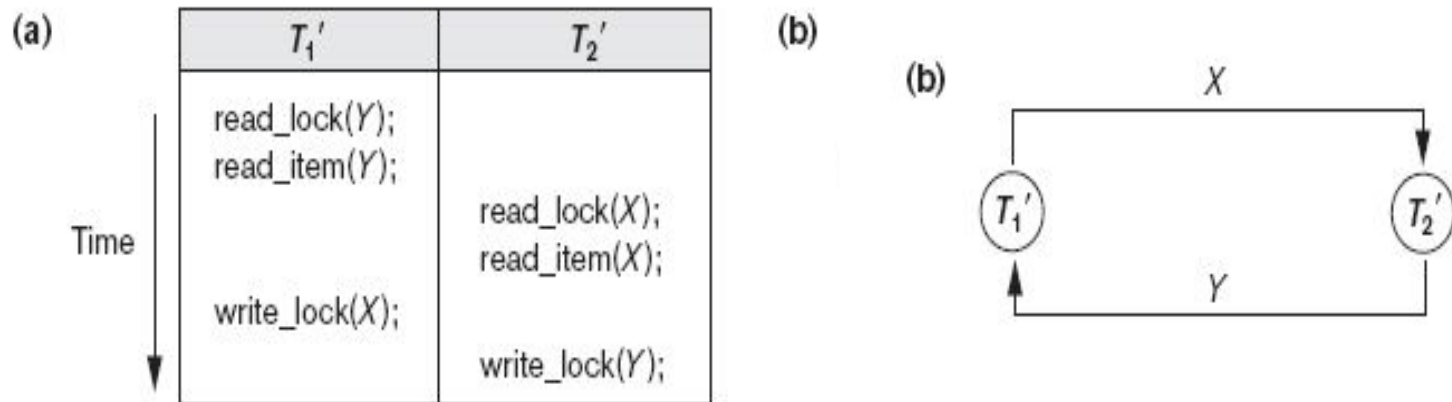 (a)
T₁′ T₂′
read_lock(Y);
read_item(Y);
read_lock(X);
read_item(X);
Time
write_lock(X);
write_lock(Y);
(b)
(b)
X
T₁′ T₂′
Y